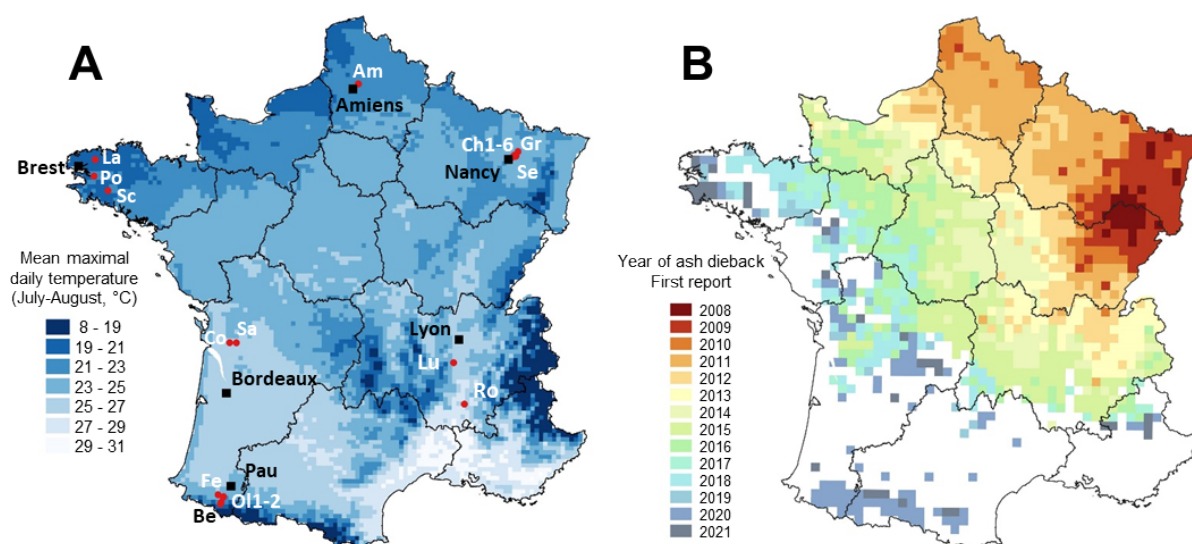 A
Am
Amiens
Ch1-6 Gr
Nancy
Se
Brest
La
Po
Sc
Mean maximal
daily temperature
(July-August, °C)
8 - 19
19 - 21
21 - 23
23 - 25
25 - 27
27 - 29
29 - 31
Co Sa
Lyon
Lu
Bordeaux
Ro
Pau
Fe
Ol1-2
Be
B
Year of ash dieback
First report
2008
2009
2010
2011
2012
2013
2014
2015
2016
2017
2018
2019
2020
2021